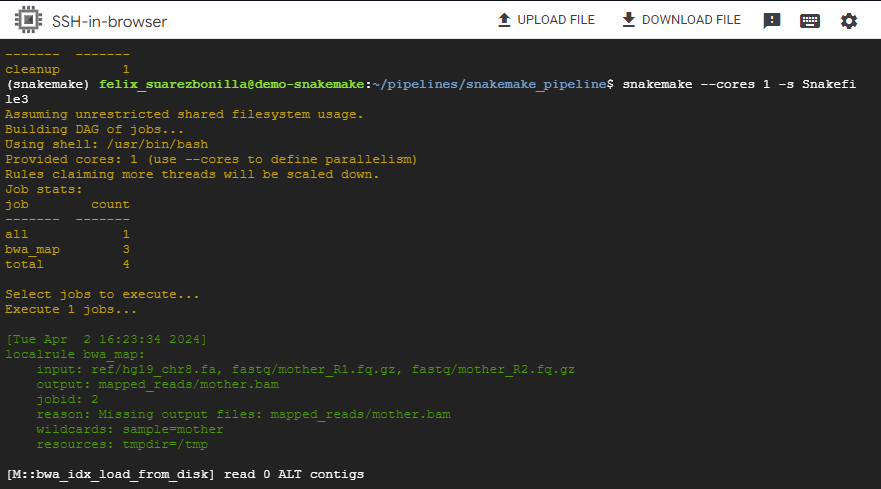 SSH-in-browser
UPLOAD FILE
DOWNLOAD FILE
------- -------
cleanup 1
(snakemake) felix_suarezbonilla@demo-snakemake:~/pipelines/snakemake_pipeline$ snakemake --cores 1 -s Snakefi
le3
Assuming unrestricted shared filesystem usage.
Building DAG of jobs...
Using shell: /usr/bin/bash
Provided cores: 1 (use --cores to define parallelism)
Rules claiming more threads will be scaled down.
Job stats:
job count
------- -------
all 1
bwa_map 3
total 4
Select jobs to execute...
Execute 1 jobs...
[Tue Apr  2 16:23:34 2024]
localrule bwa_map:
    input: ref/hg19_chr8.fa, fastq/mother_R1.fq.gz, fastq/mother_R2.fq.gz
    output: mapped_reads/mother.bam
    jobid: 2
    reason: Missing output files: mapped_reads/mother.bam
    wildcards: sample=mother
    resources: tmpdir=/tmp
[M::bwa_idx_load_from_disk] read 0 ALT contigs